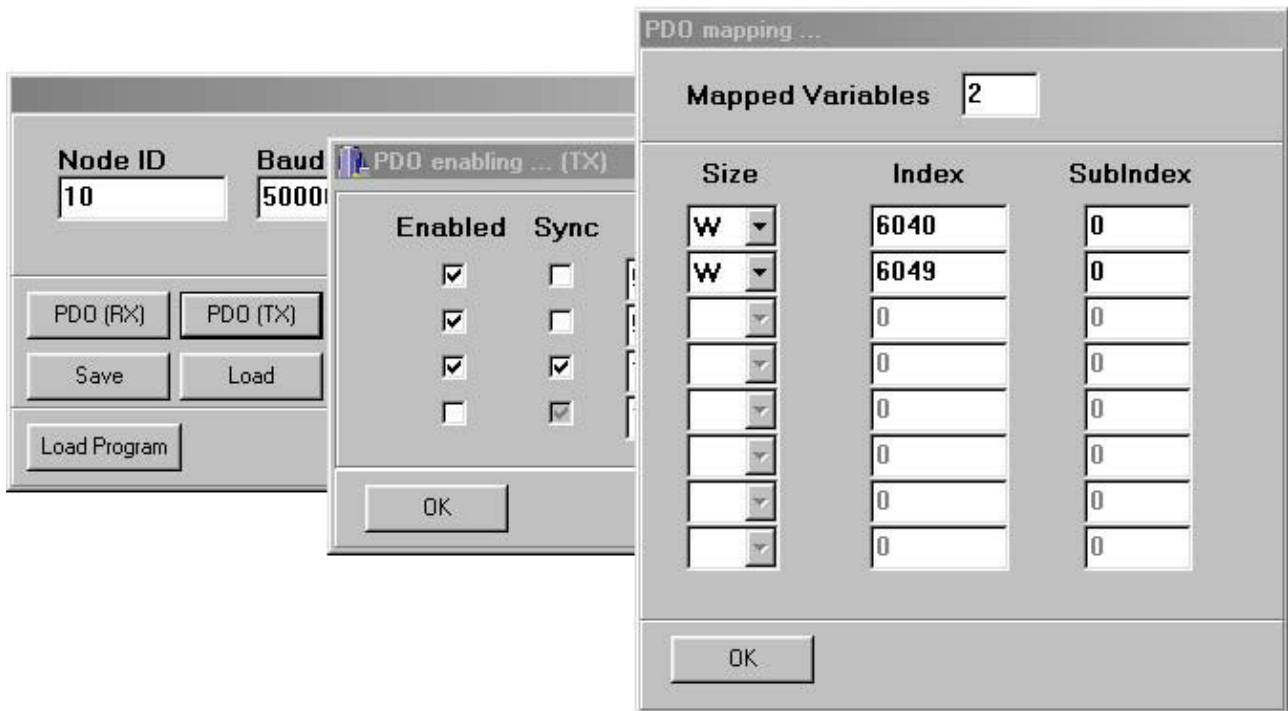 Node ID
Baud
10
5000
PDO (RX)
PDO (TX)
Save
Load
Load Program
PDO enabling ... (TX)
Enabled Sync
OK
PDO mapping ...
Mapped Variables 2
Size Index SubIndex
W 6040 0
W 6049 0
0 0
0 0
0 0
0 0
0 0
0 0
OK